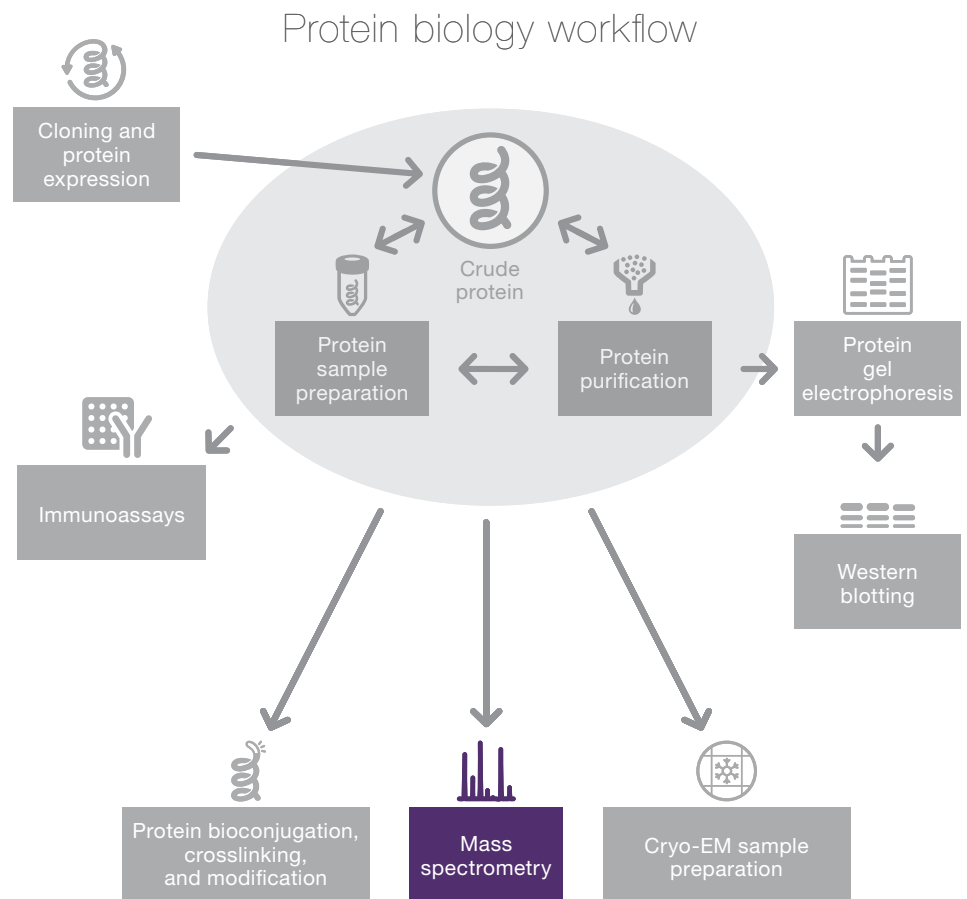 Protein biology workflow
Cloning and
protein
expression
Crude
protein
Protein
sample
preparation
Protein
purification
Protein
gel
electrophoresis
Immunoassays
Western
blotting
Protein bioconjugation,
crosslinking,
and modification
Mass
spectrometry
Cryo-EM sample
preparation